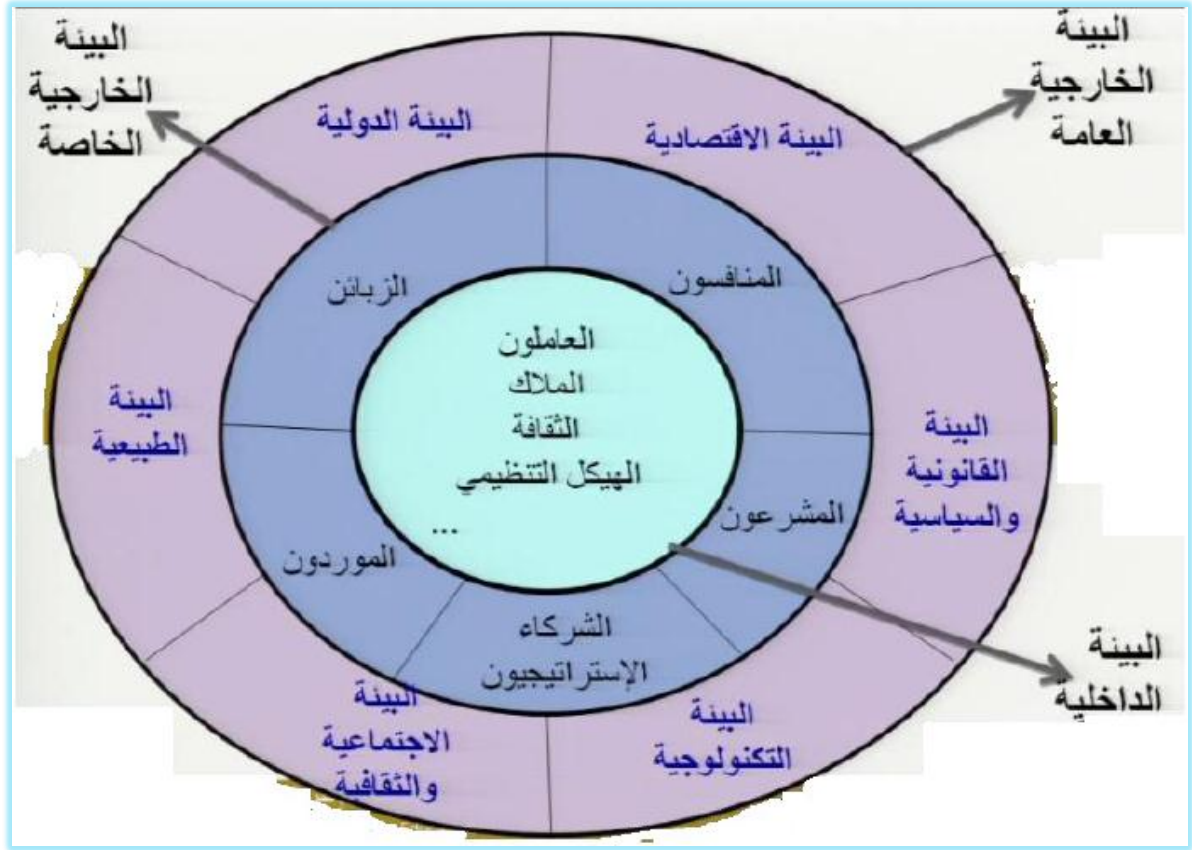 البيئة
الخارجية
العامة
البيئة
الخارجية
الخاصة
البيئة الاقتصادية
البيئة الدولية
المنافسون
الزبائن
العاملون
الملاك
الثقافة
الهيكل التنظيمي
...
البيئة
القانونية
والسياسية
البيئة
الطبيعية
المشرعون
الموردون
الشركاء
الإستراتيجيون
البيئة
الداخلية
البيئة
التكنولوجية
البيئة
الاجتماعية
والثقافية